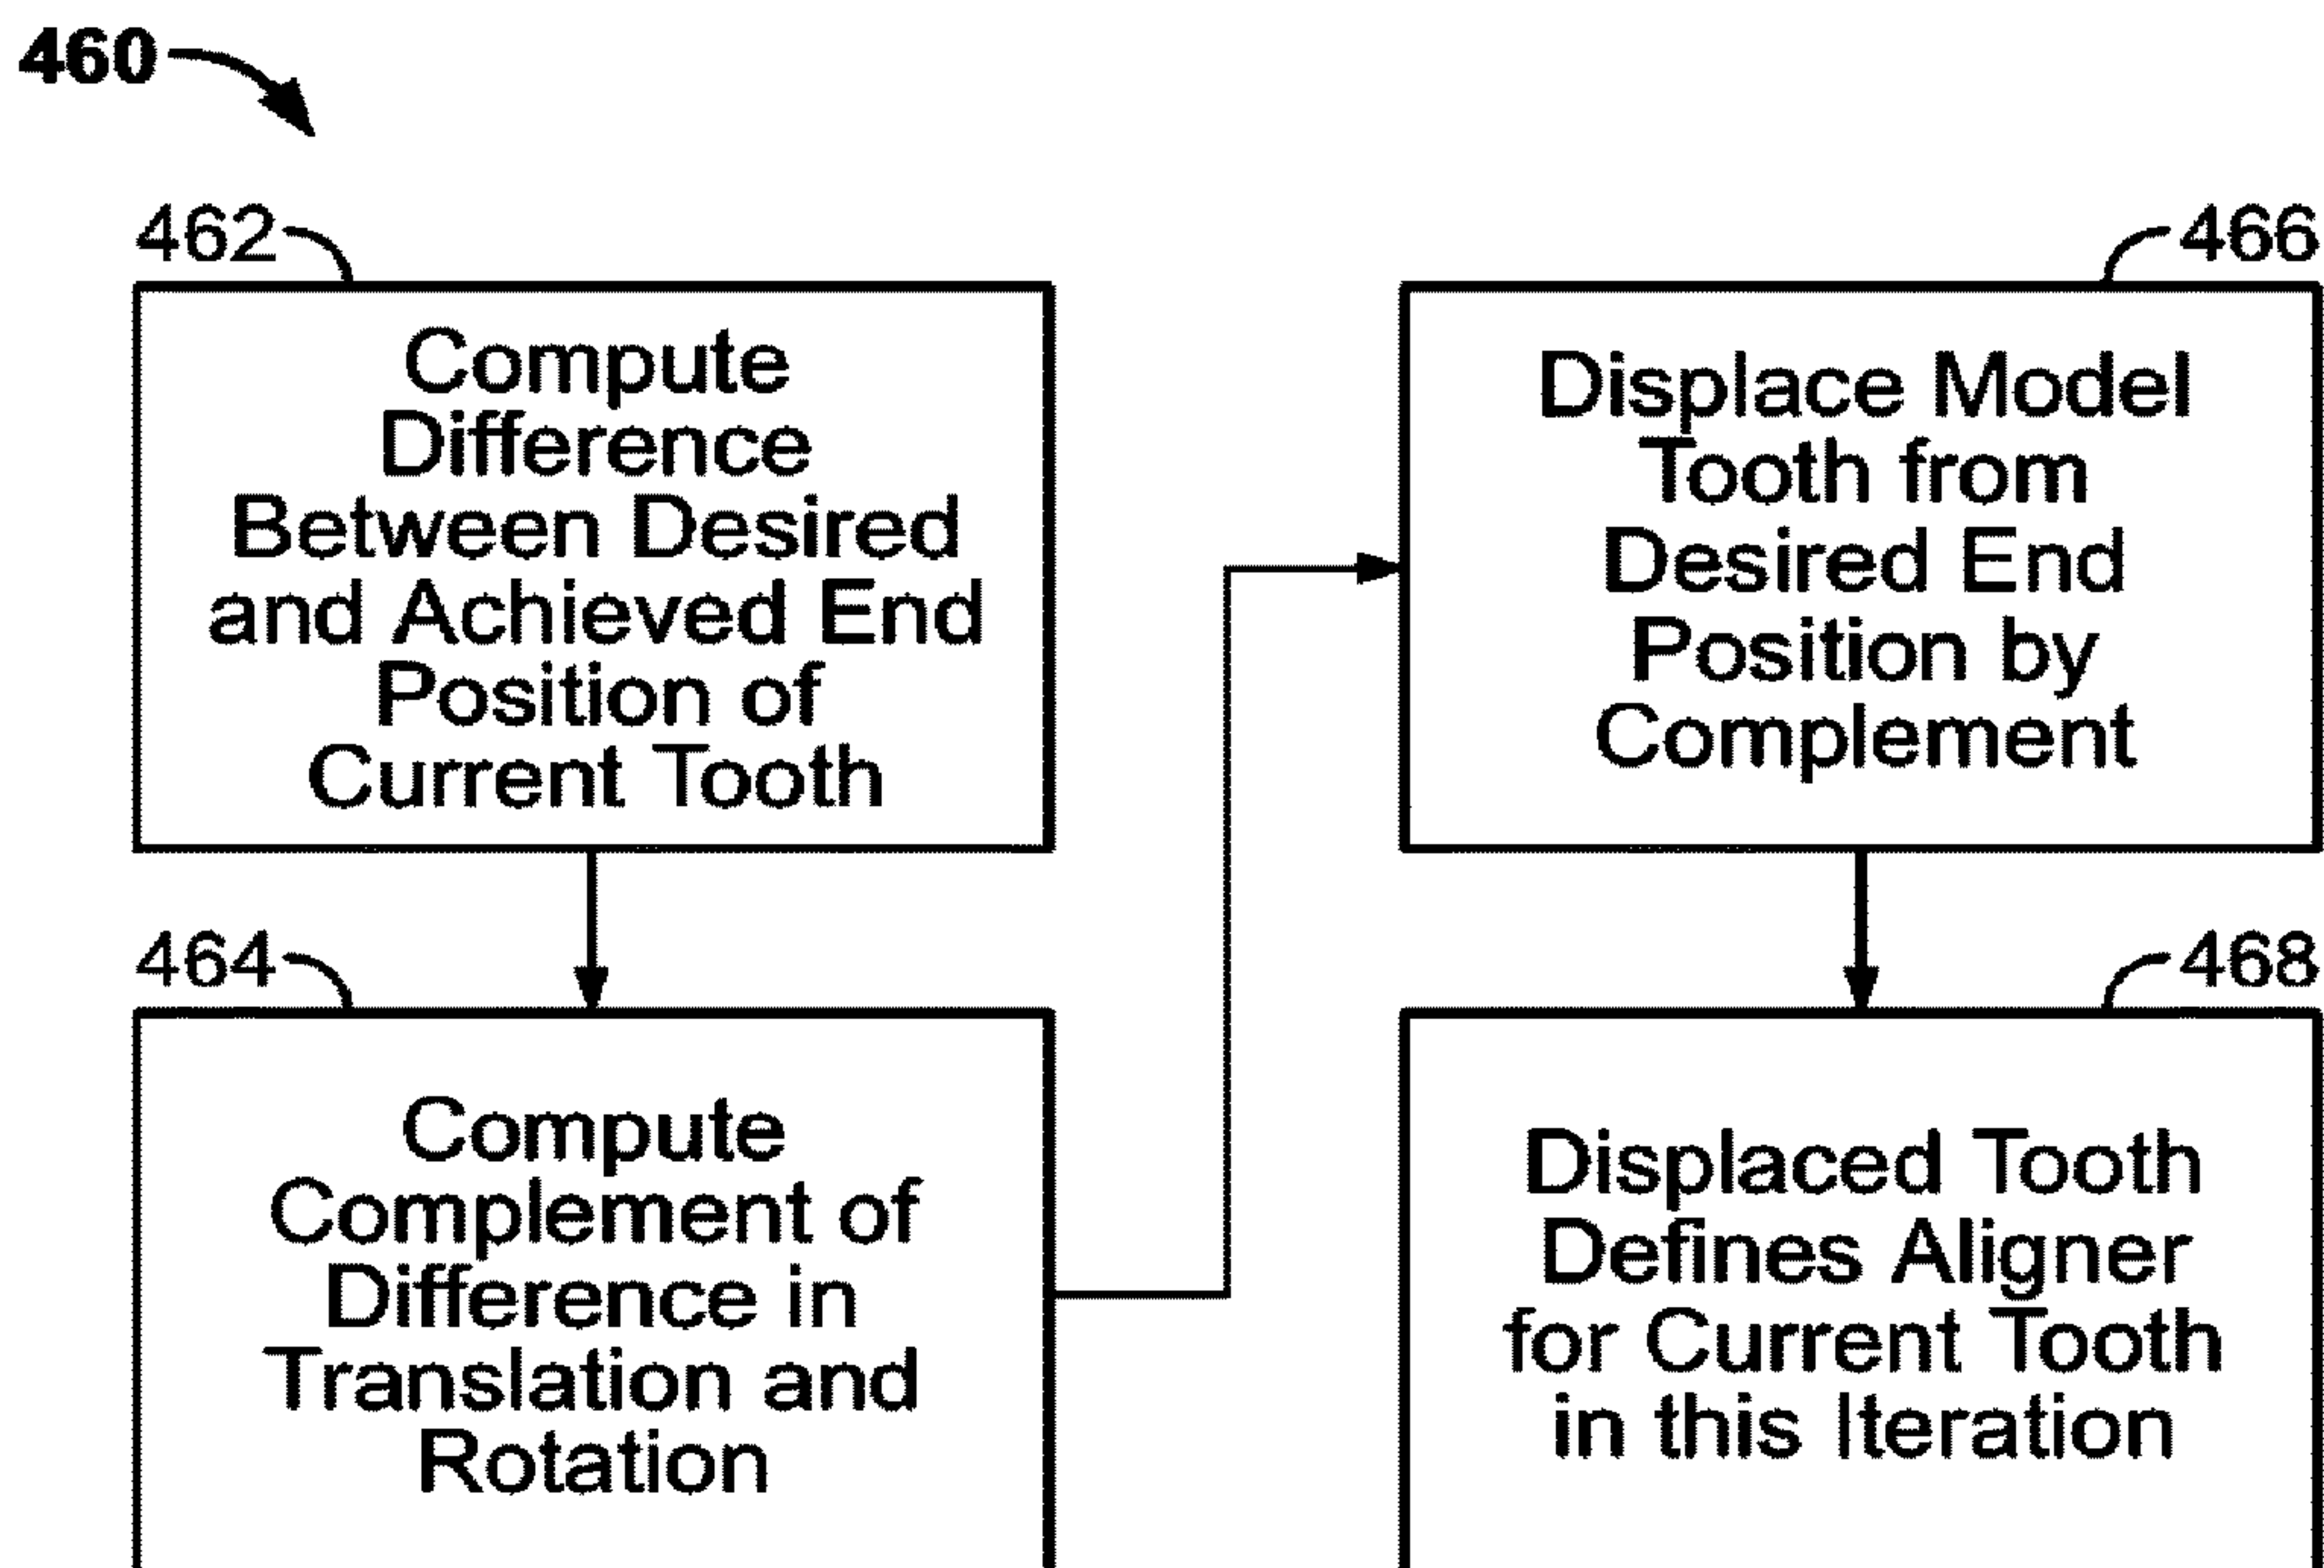 460
462
Compute
Difference
Between Desired
and Achieved End
Position of
Current Tooth
464
Compute
Complement of
Difference in
Translation and
Rotation
466
Displace Model
Tooth from
Desired End
Position by
Complement
468
Displaced Tooth
Defines Aligner
for Current Tooth
in this Iteration